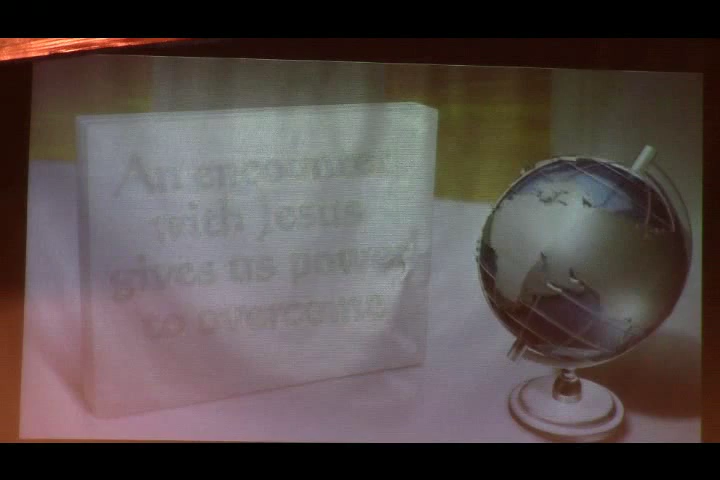 An encounter
with Jesus
gives us power
to overcome